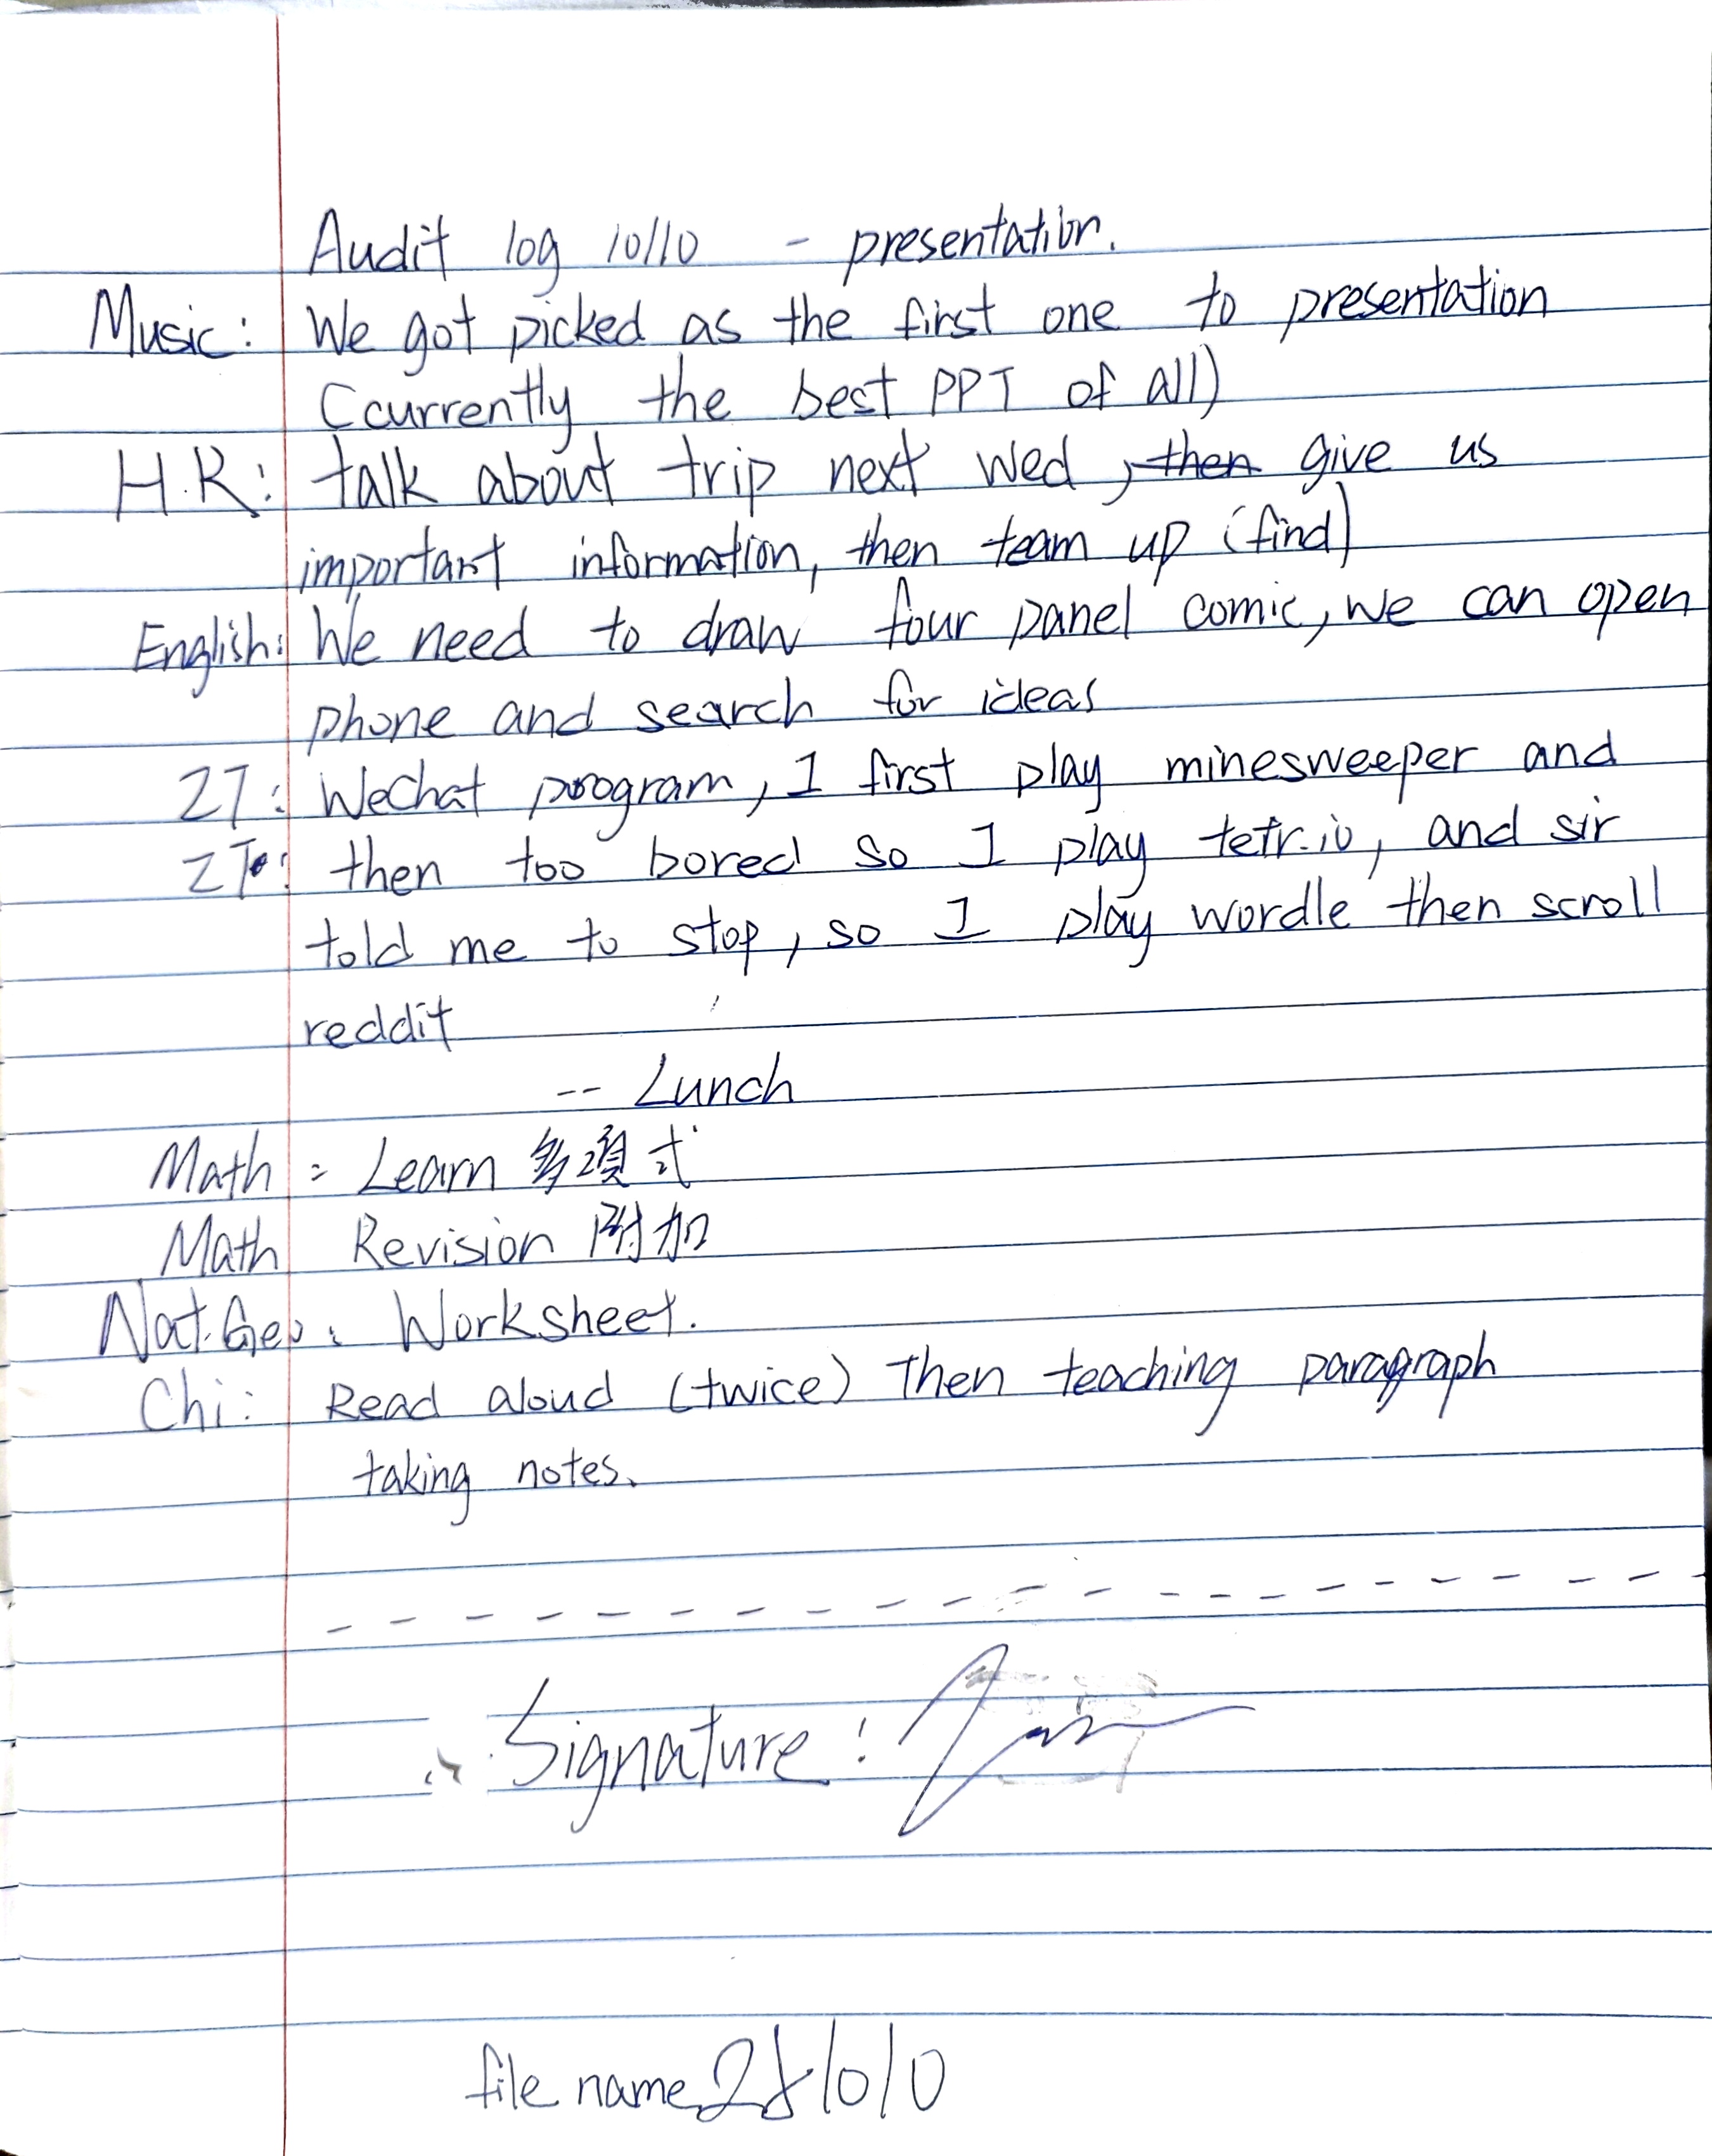 Audit log 10/10 - presentation.
Music: We got picked as the first one to presentation
(currently the best PPT of all)
H.R: talk about trip next wed, then give us
important information, then team up (find)
English: We need to draw four panel comic, we can open
phone and search for ideas
IT: WeChat program, I first play minesweeper and
IT: then too bored so I play tetr.io, and sir
told me to stop, so I play wordle then scroll
reddit
-- Lunch
Math: Learn 多項式
Math Revision 附加
Nat.Geo: Worksheet.
Chi: Read aloud (twice) Then teaching paragraph
taking notes.
Signature:
file name 251010